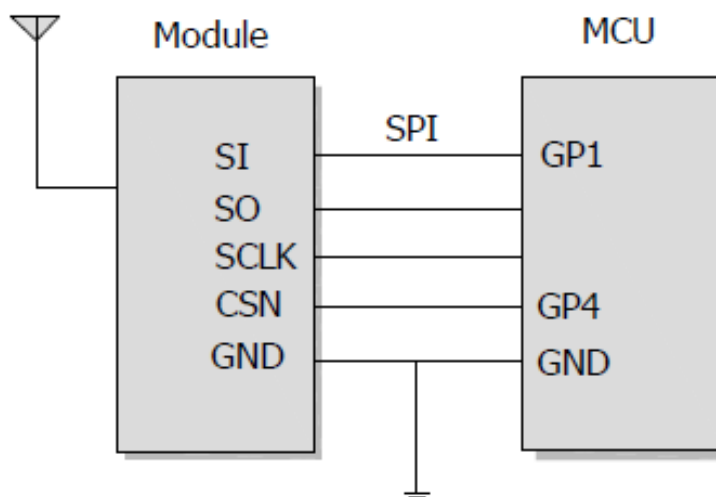 Module
MCU
SPI
SI
GP1
SO
SCLK
CSN
GP4
GND
GND